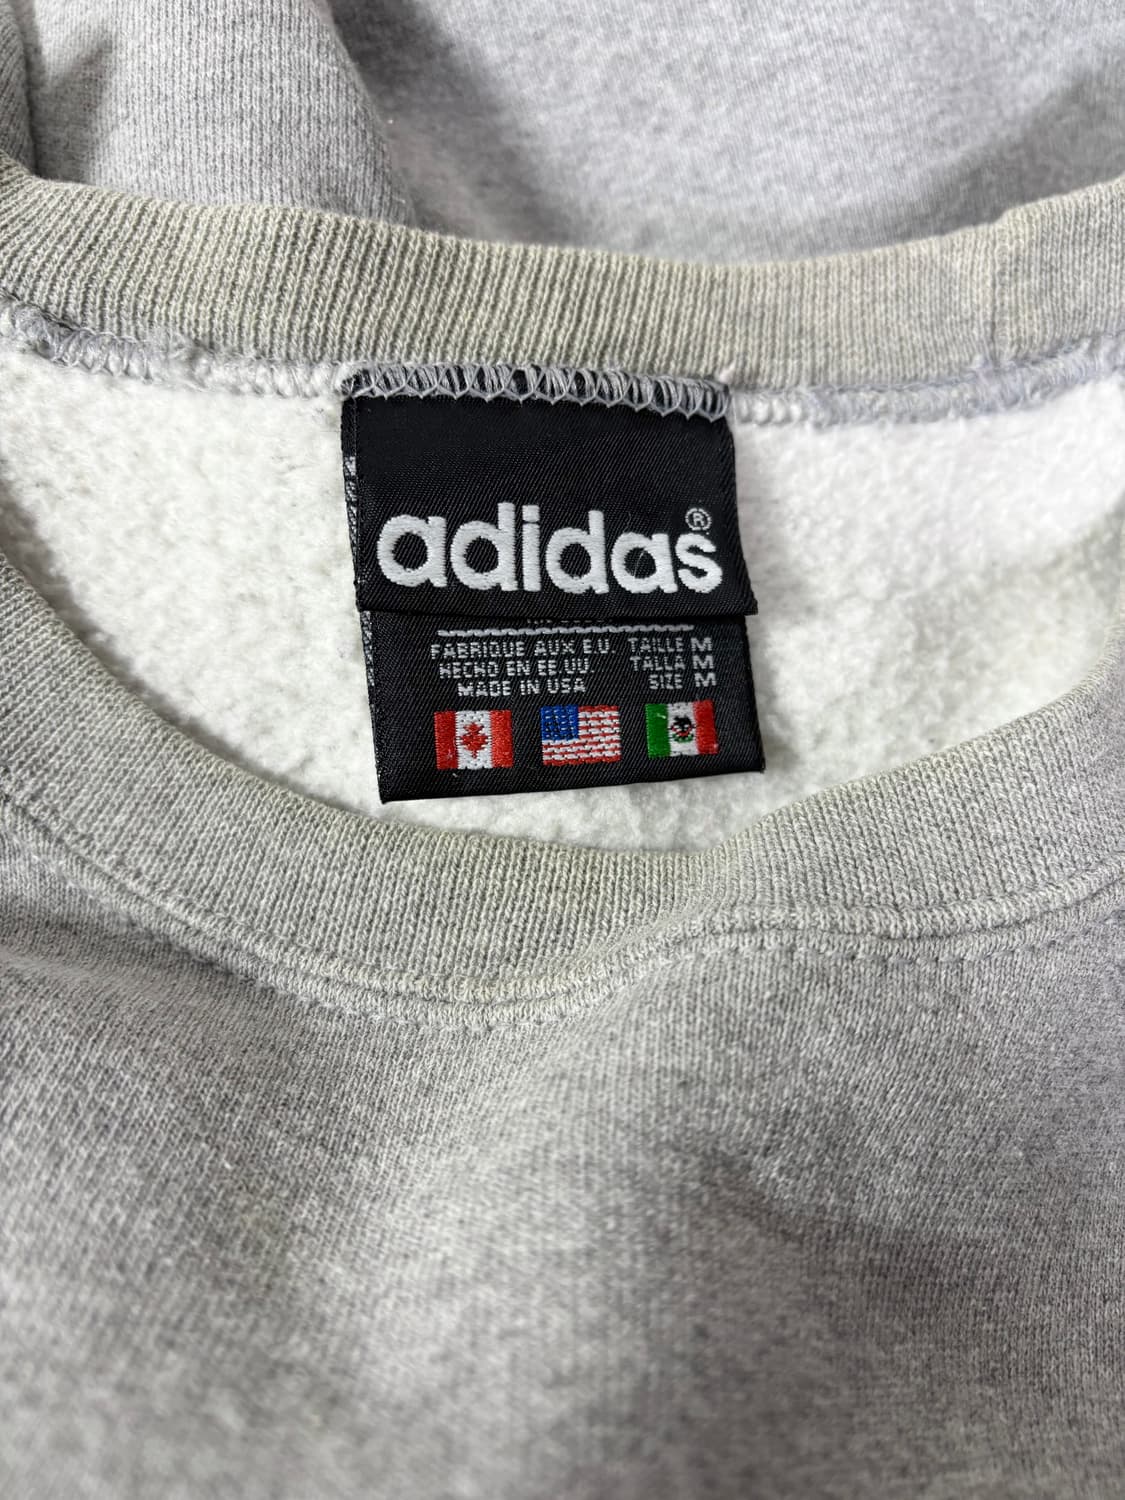 adidas®
FABRIQUE AUX E.U. TAILLE M
HECHO EN EE.UU. TALLA M
MADE IN USA SIZE M